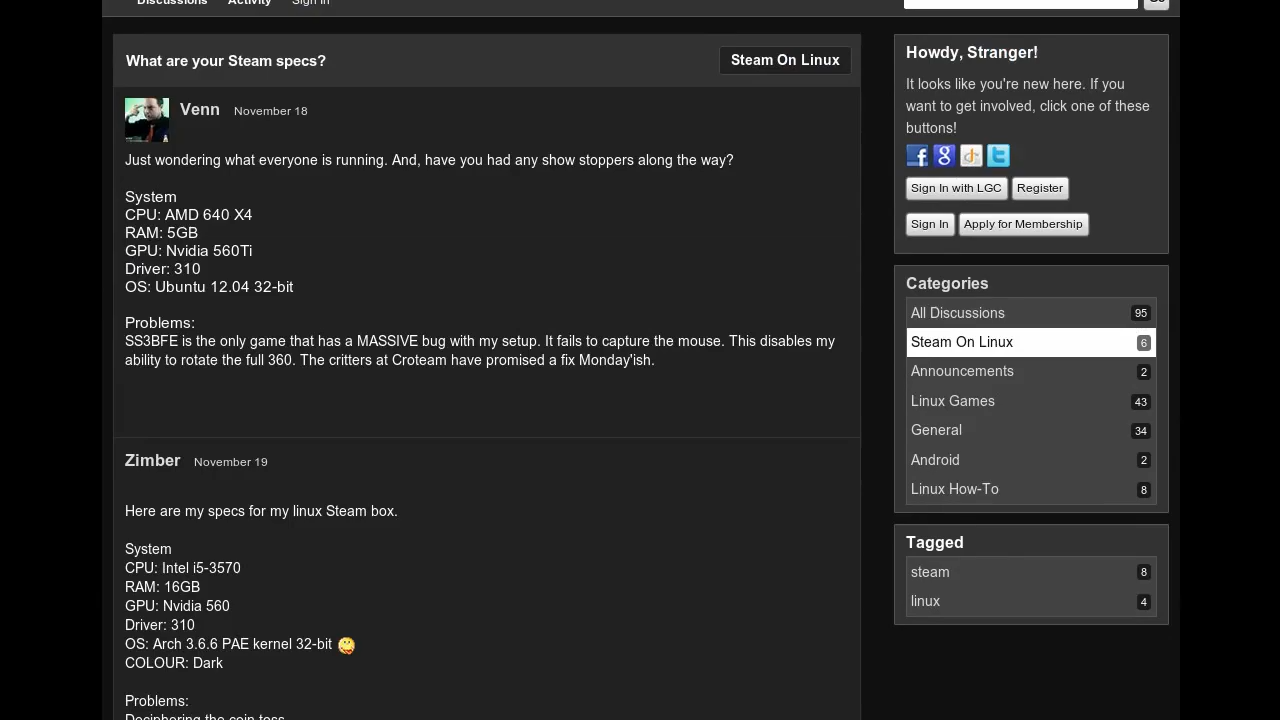 Discussions Activity Sign In
Go
What are your Steam specs?
Steam On Linux
Venn November 18
Just wondering what everyone is running. And, have you had any show stoppers along the way?
System
CPU: AMD 640 X4
RAM: 5GB
GPU: Nvidia 560Ti
Driver: 310
OS: Ubuntu 12.04 32-bit
Problems:
SS3BFE is the only game that has a MASSIVE bug with my setup. It fails to capture the mouse. This disables my
ability to rotate the full 360. The critters at Croteam have promised a fix Monday'ish.
Zimber November 19
Here are my specs for my linux Steam box.
System
CPU: Intel i5-3570
RAM: 16GB
GPU: Nvidia 560
Driver: 310
OS: Arch 3.6.6 PAE kernel 32-bit
COLOUR: Dark
Problems:
Deciphering the coin toss
Howdy, Stranger!
It looks like you're new here. If you
want to get involved, click one of these
buttons!
Sign In with LGC Register
Sign In Apply for Membership
Categories
All Discussions 95
Steam On Linux 6
Announcements 2
Linux Games 43
General 34
Android 2
Linux How-To 8
Tagged
steam 8
linux 4